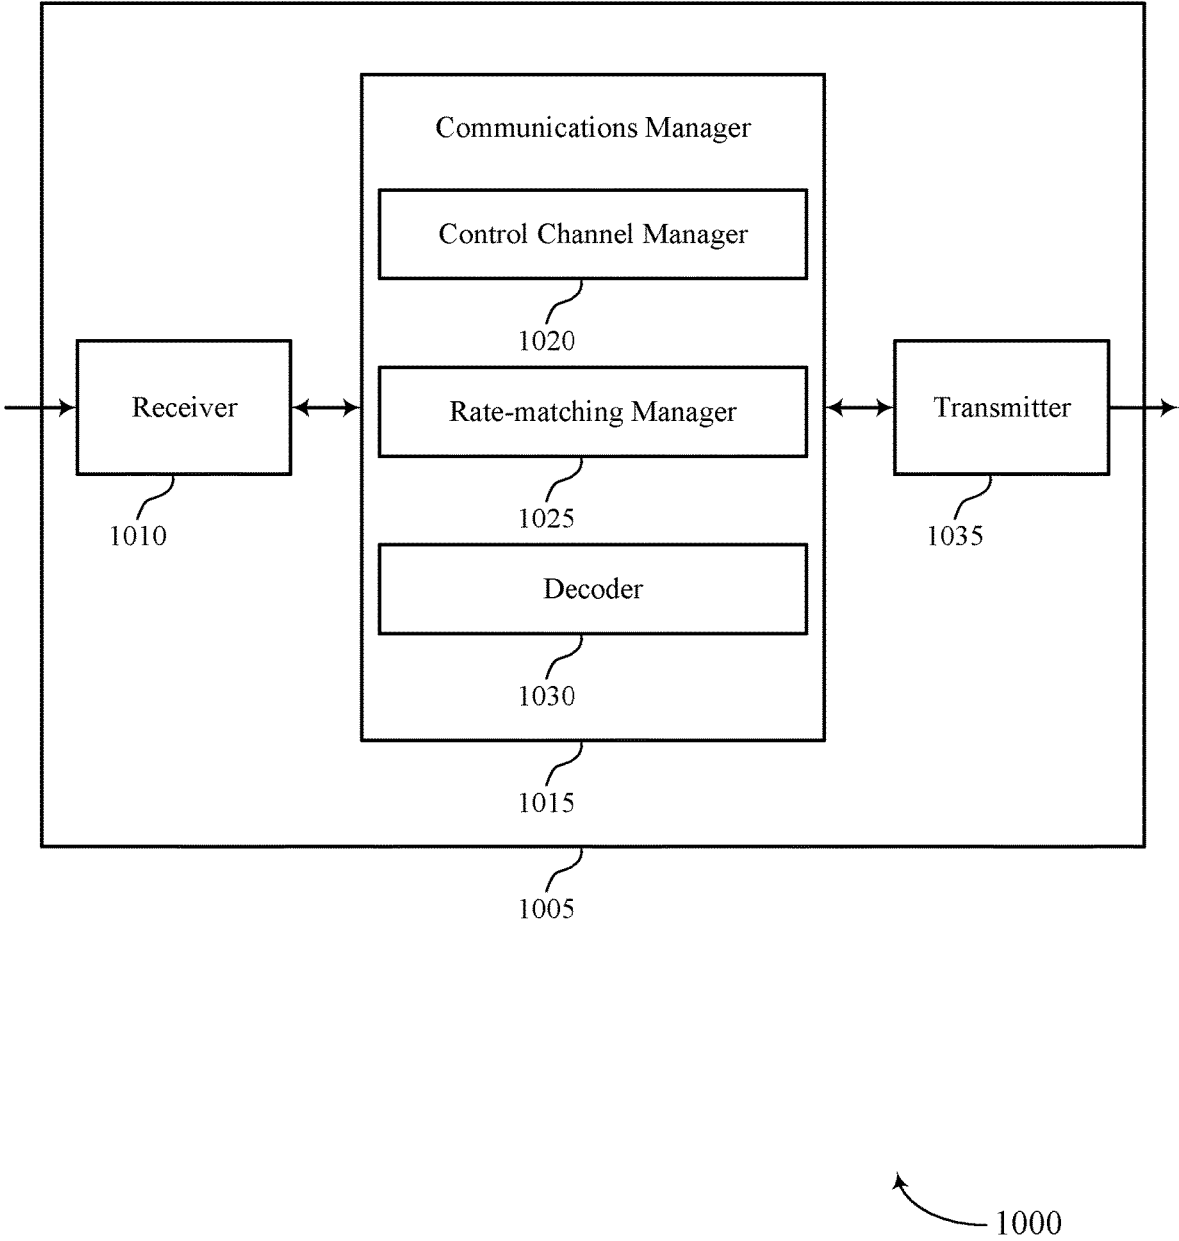 Communications Manager
Control Channel Manager
1020
Receiver
Rate-matching Manager
Transmitter
1010
1025
1035
Decoder
1030
1015
1005
1000